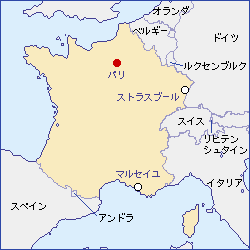 オランダ
ベルギー
ドイツ
パリ
ルクセンブルク
ストラスブール
スイス
リヒテン
シュタイン
マルセイユ
イタリア
スペイン
アンドラ